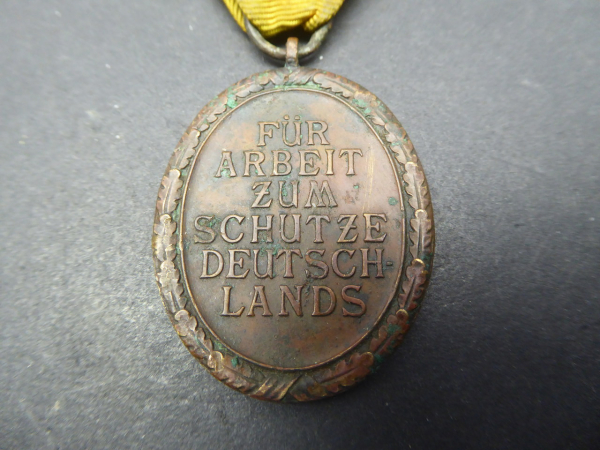 FÜR
ARBEIT
ZUM
SCHUTZE
DEUTSCH-
LANDS